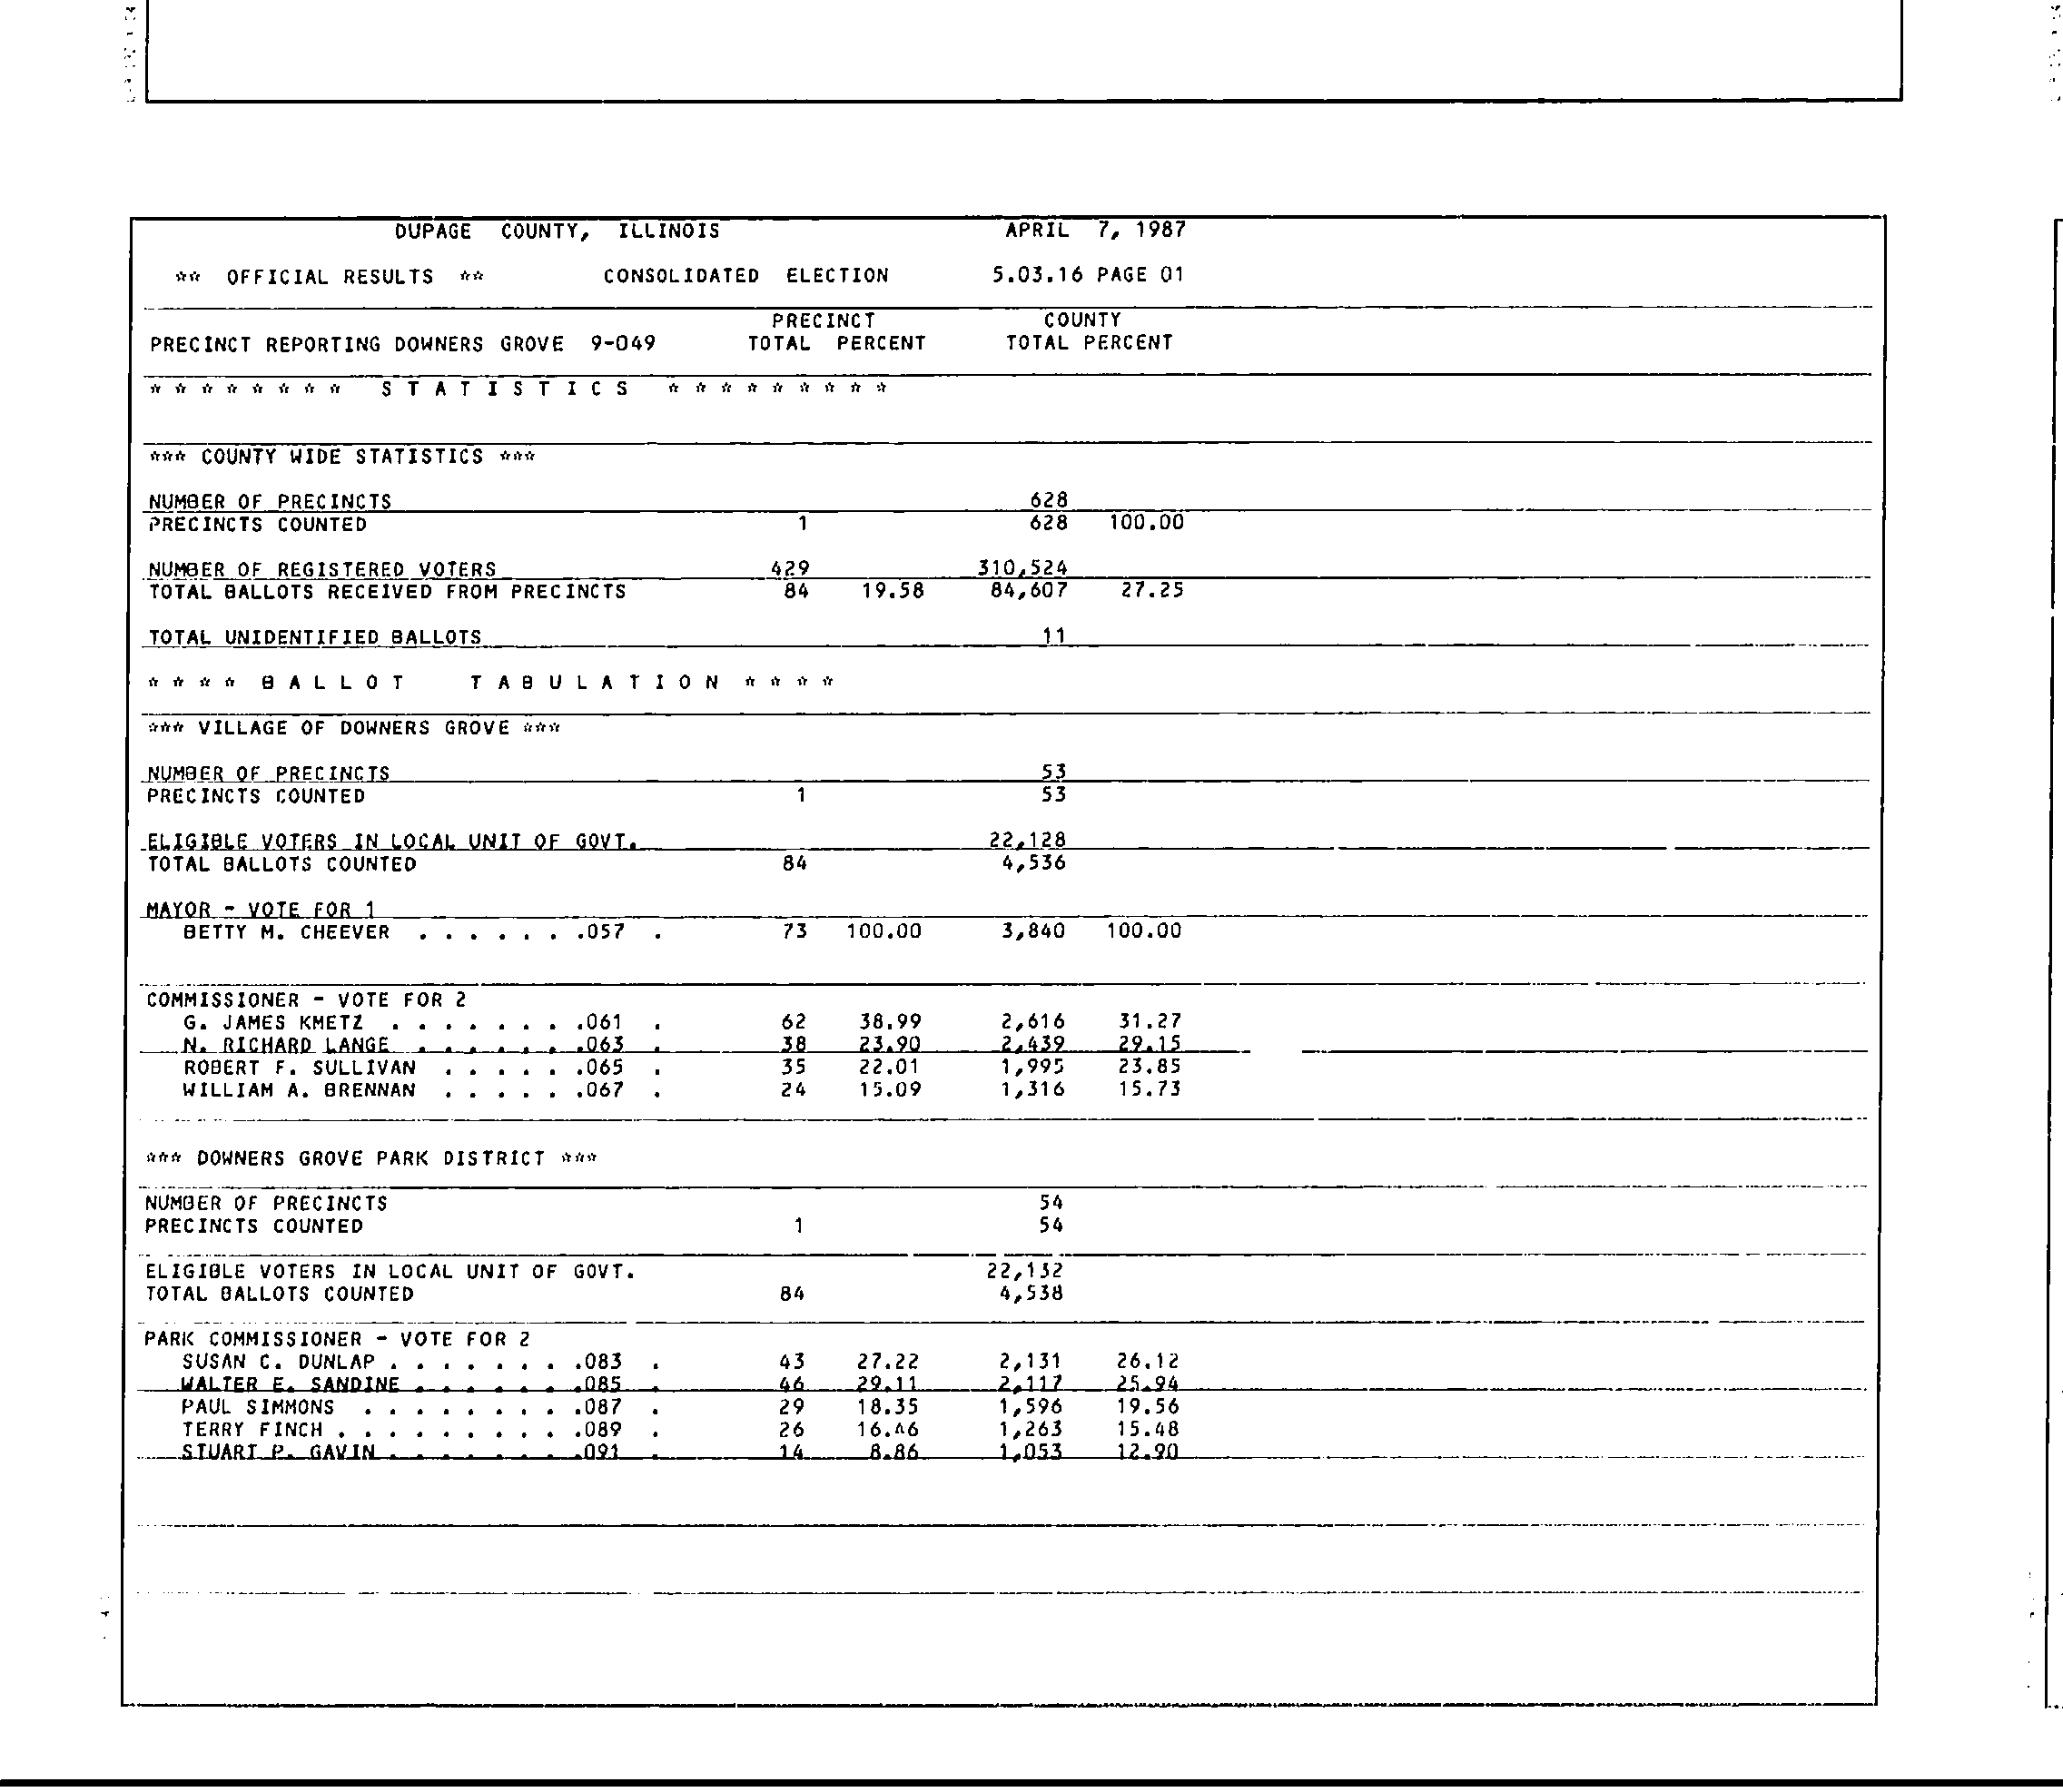 DUPAGE COUNTY, ILLINOIS APRIL 7, 1987
** OFFICIAL RESULTS ** CONSOLIDATED ELECTION 5.03.16 PAGE 01
PRECINCT COUNTY
PRECINCT REPORTING DOWNERS GROVE 9-049 TOTAL PERCENT TOTAL PERCENT
* * * * * * * * S T A T I S T I C S * * * * * * * * *
*** COUNTY WIDE STATISTICS ***
NUMBER OF PRECINCTS 628
PRECINCTS COUNTED 1 628 100.00
NUMBER OF REGISTERED VOTERS 429 310,524
TOTAL BALLOTS RECEIVED FROM PRECINCTS 84 19.58 84,607 27.25
TOTAL UNIDENTIFIED BALLOTS 11
* * * * B A L L O T T A B U L A T I O N * * * *
*** VILLAGE OF DOWNERS GROVE ***
NUMBER OF PRECINCTS 53
PRECINCTS COUNTED 1 53
ELIGIBLE VOTERS IN LOCAL UNIT OF GOVT. 22,128
TOTAL BALLOTS COUNTED 84 4,536
MAYOR - VOTE FOR 1
BETTY M. CHEEVER . . . . . . .057 . 73 100.00 3,840 100.00
COMMISSIONER - VOTE FOR 2
G. JAMES KMETZ . . . . . . . .061 . 62 38.99 2,616 31.27
N. RICHARD LANGE . . . . . . .063 . 38 23.90 2,439 29.15
ROBERT F. SULLIVAN . . . . . .065 . 35 22.01 1,995 23.85
WILLIAM A. BRENNAN . . . . . .067 . 24 15.09 1,316 15.73
*** DOWNERS GROVE PARK DISTRICT ***
NUMBER OF PRECINCTS 54
PRECINCTS COUNTED 1 54
ELIGIBLE VOTERS IN LOCAL UNIT OF GOVT. 22,132
TOTAL BALLOTS COUNTED 84 4,538
PARK COMMISSIONER - VOTE FOR 2
SUSAN C. DUNLAP . . . . . . . .083 . 43 27.22 2,131 26.12
WALTER E. SANDINE . . . . . . .085 . 46 29.11 2,117 25.94
PAUL SIMMONS . . . . . . . . .087 . 29 18.35 1,596 19.56
TERRY FINCH . . . . . . . . . .089 . 26 16.46 1,263 15.48
STUART P. GAVIN . . . . . . . .091 . 14 8.86 1,053 12.90